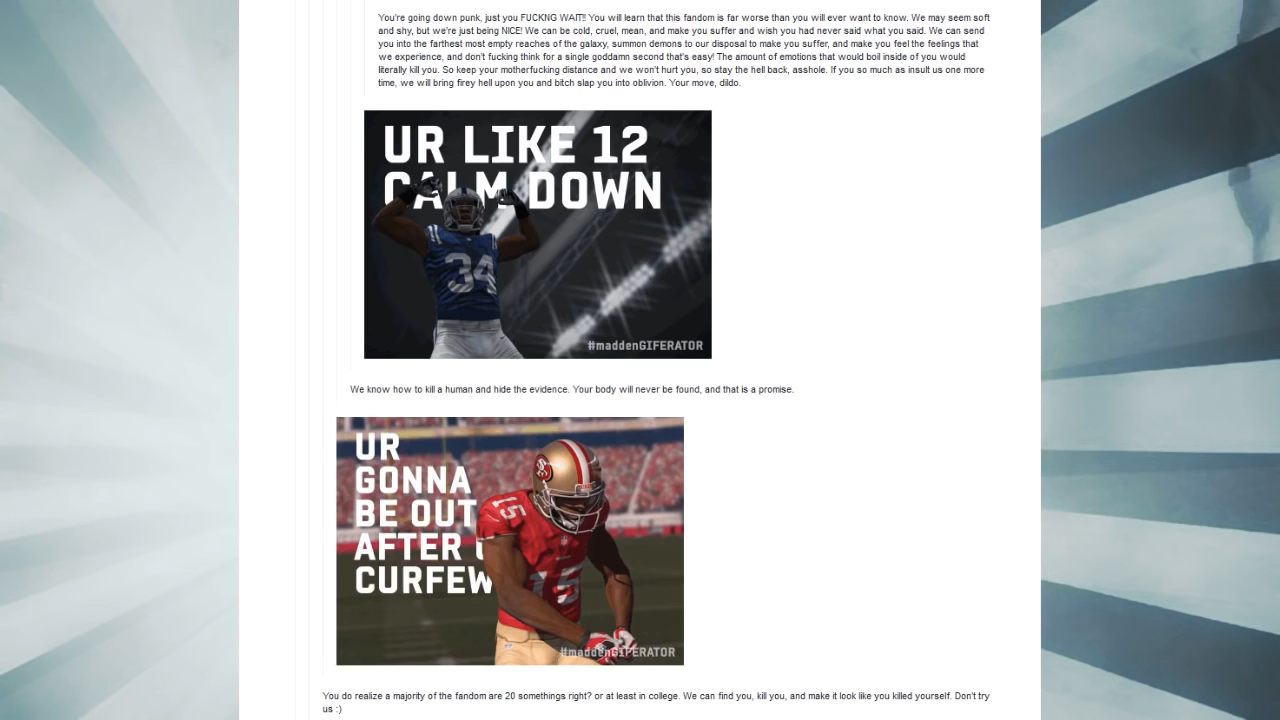 You're going down punk, just you FUCKNG WAIT!! You will learn that this fandom is far worse than you will ever want to know. We may seem soft
and shy, but we're just being NICE! We can be cold, cruel, mean, and make you suffer and wish you had never said what you said. We can send
you into the farthest most empty reaches of the galaxy, summon demons to our disposal to make you suffer, and make you feel the feelings that
we experience, and don't fucking think for a single goddamn second that's easy! The amount of emotions that would boil inside of you would
literally kill you. So keep your motherfucking distance and we won't hurt you, so stay the hell back, asshole. If you so much as insult us one more
time, we will bring firey hell upon you and bitch slap you into oblivion. Your move, dildo.
UR LIKE 12
CALM DOWN
34
#maddenGIFERATOR
We know how to kill a human and hide the evidence. Your body will never be found, and that is a promise.
UR
GONNA
BE OUT
AFTER
CURFEW
15
15
#maddenGIFERATOR
You do realize a majority of the fandom are 20 somethings right? or at least in college. We can find you, kill you, and make it look like you killed yourself. Don't try
us :)